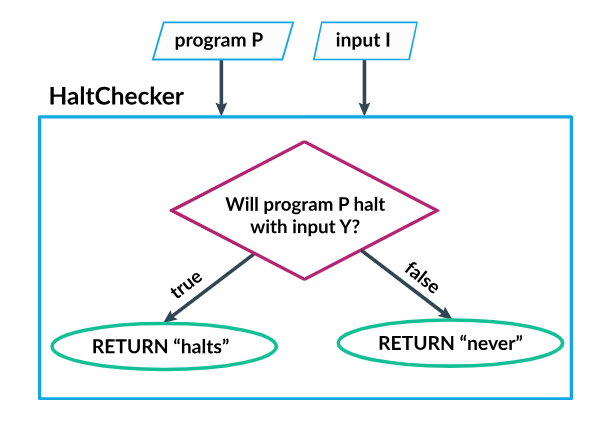 program P
input I
HaltChecker
Will program P halt
with input Y?
true
false
RETURN “halts”
RETURN “never”